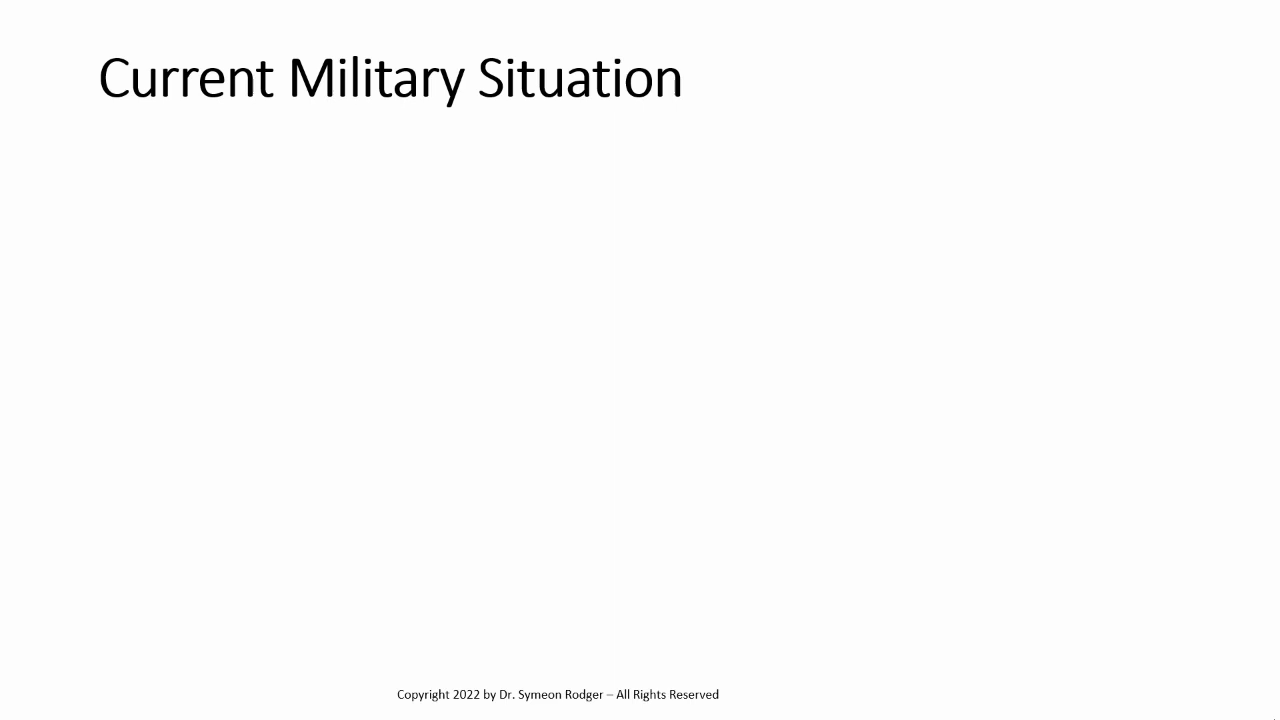 Current Military Situation
Copyright 2022 by Dr. Symeon Rodger – All Rights Reserved